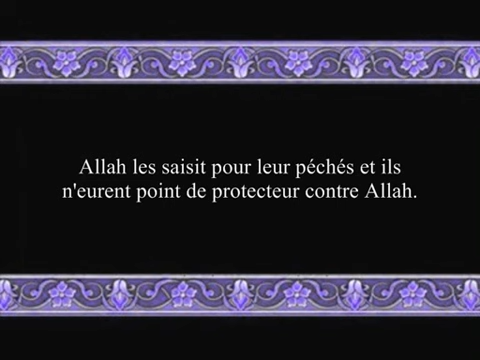 Allah les saisit pour leur péchés et ils
n'eurent point de protecteur contre Allah.